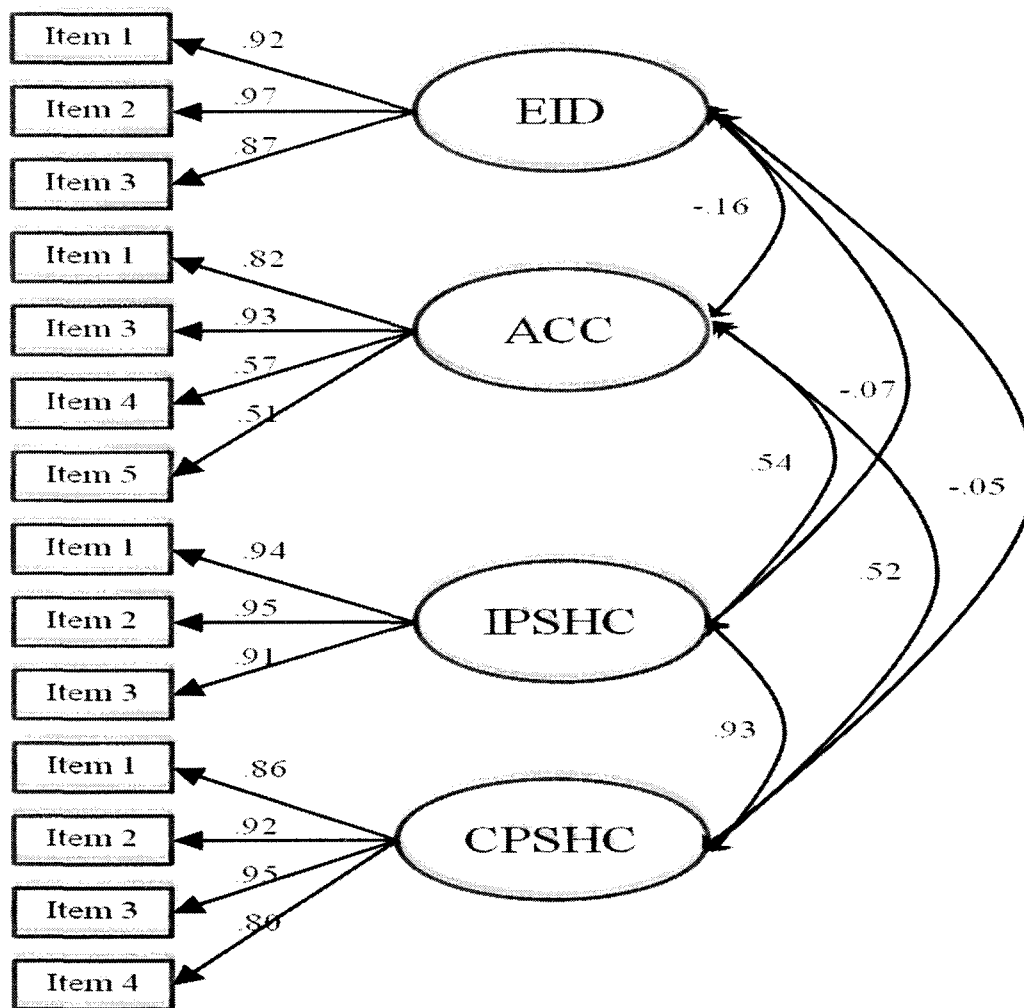 Item 1
.92
Item 2
.97
Item 3
.87
EID
-.16
Item 1
.82
Item 3
.93
Item 4
.57
Item 5
.51
ACC
-.07
.54
-.05
Item 1
.94
Item 2
.95
Item 3
.91
IPSHC
.52
.93
Item 1
.86
Item 2
.92
Item 3
.95
Item 4
.80
CPSHC